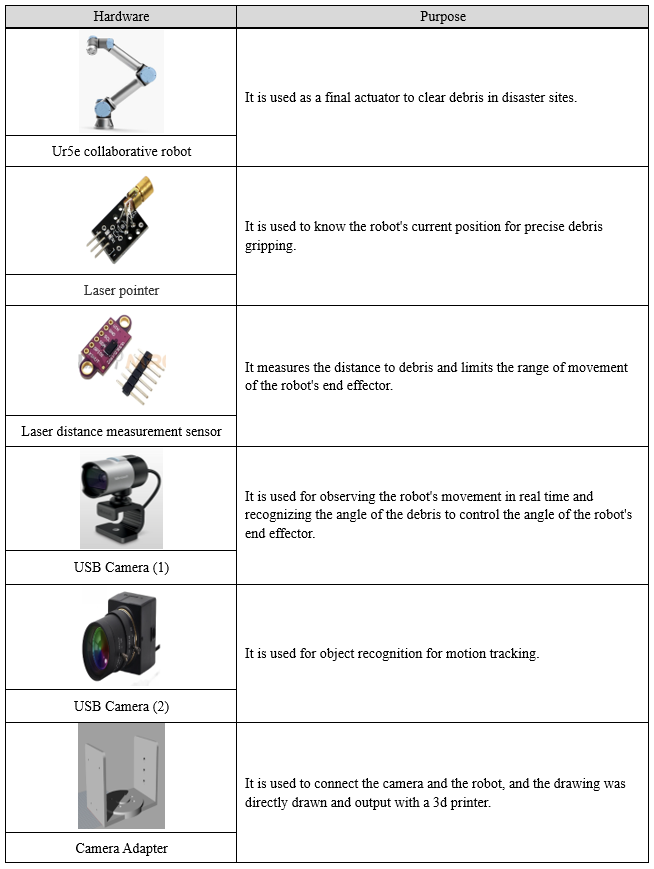 Hardware
Purpose
It is used as a final actuator to clear debris in disaster sites.
Ur5e collaborative robot
It is used to know the robot's current position for precise debris
gripping.
Laser pointer
It measures the distance to debris and limits the range of movement
of the robot's end effector.
Laser distance measurement sensor
It is used for observing the robot's movement in real time and
recognizing the angle of the debris to control the angle of the robot's
end effector.
USB Camera (1)
It is used for object recognition for motion tracking.
USB Camera (2)
It is used to connect the camera and the robot, and the drawing was
directly drawn and output with a 3d printer.
Camera Adapter